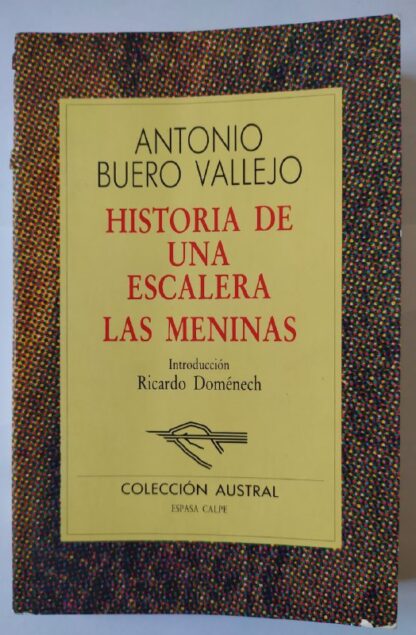 ANTONIO
BUERO VALLEJO
HISTORIA DE
UNA
ESCALERA
LAS MENINAS
Introducción
Ricardo Doménech
COLECCIÓN AUSTRAL
ESPASA CALPE